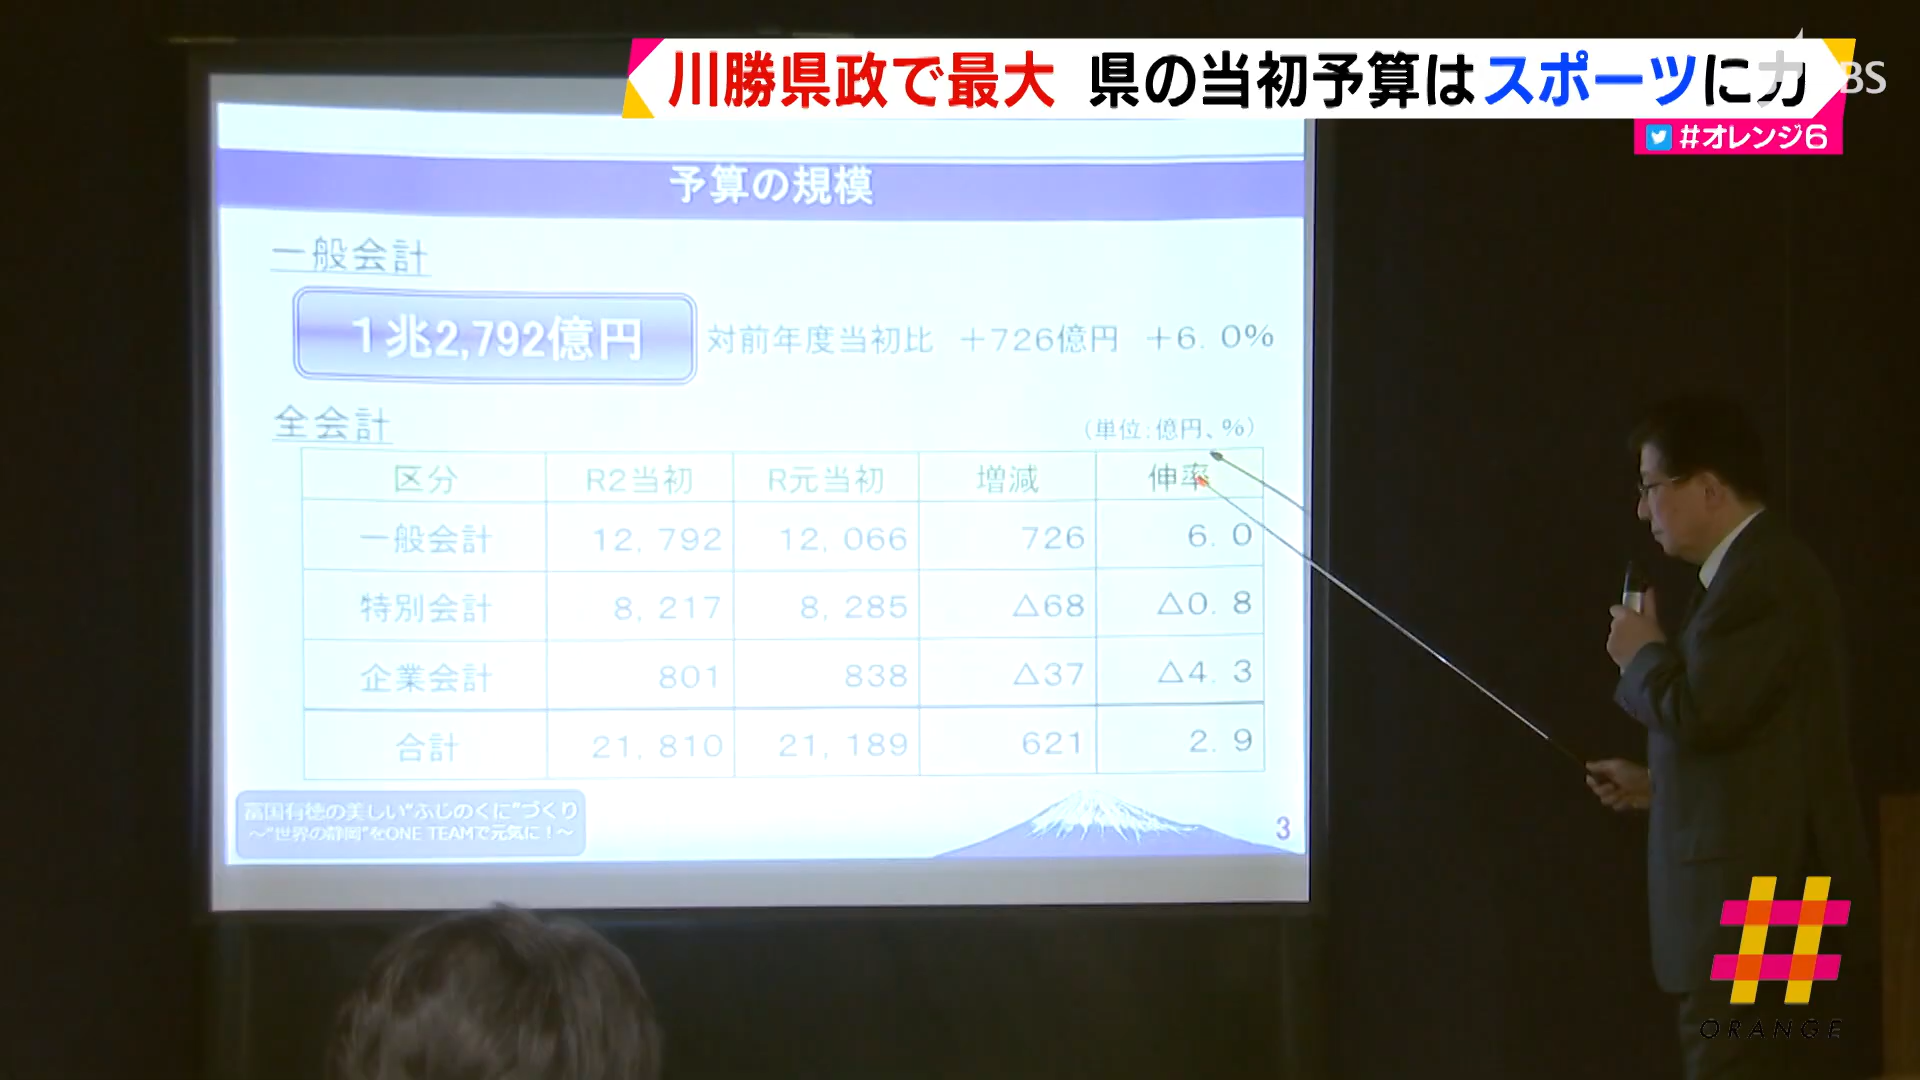 川勝県政で最大 県の当初予算はスポーツに力
BS
#オレンジ6
予算の規模
一般会計
1兆2,792億円 対前年度当初比 +726億円 +6.0%
全会計
(単位:億円、%)
区分 R2当初 R元当初 増減 伸率
一般会計 12,792 12,066 726 6.0
特別会計 8,217 8,285 △68 △0.8
企業会計 801 838 △37 △4.3
合計 21,810 21,189 621 2.9
富国有徳の美しい"ふじのくに"づくり
～"世界の静岡"をONE TEAMで元気に!～
3
#
ORANGE